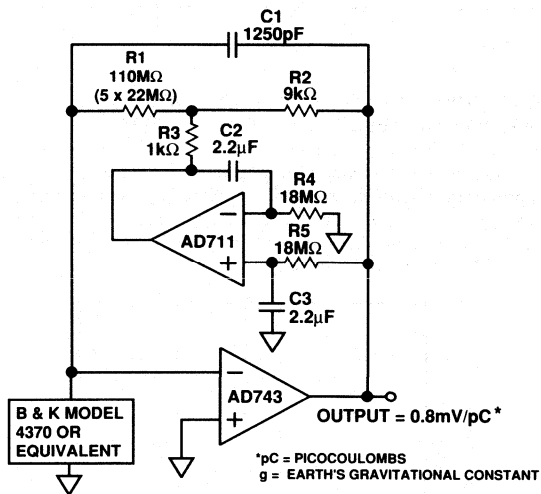 C1
1250pF
R1
110MΩ
(5 x 22MΩ)
R2
9kΩ
R3
1kΩ
C2
2.2μF
R4
18MΩ
−
AD711
+
R5
18MΩ
C3
2.2μF
−
AD743
+
B & K MODEL
4370 OR
EQUIVALENT
OUTPUT = 0.8mV/pC*
*pC = PICOCOULOMBS
g = EARTH'S GRAVITATIONAL CONSTANT